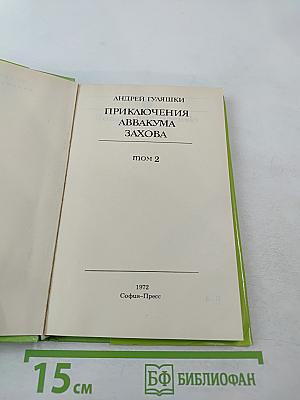 АНДРЕЙ ГУЛЯШКИ
ПРИКЛЮЧЕНИЯ
АВВАКУМА
ЗАХОВА
том 2
1972
София-Пресс
15 см
БФ БИБЛИОФАН